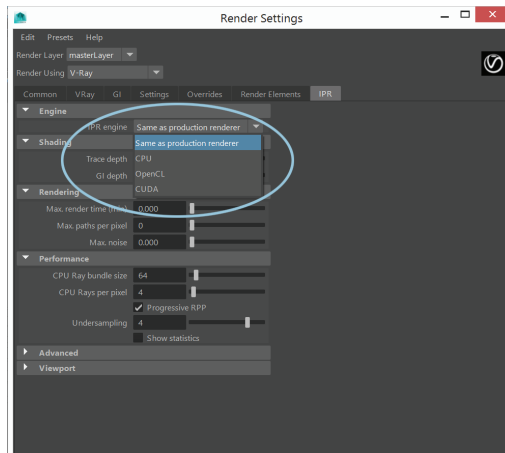 Render Settings
Edit Presets Help
Render Layer masterLayer
Render Using V-Ray
Common VRay GI Settings Overrides Render Elements IPR
Engine
IPR engine Same as production renderer
Shading
Same as production renderer
Trace depth CPU
GI depth OpenCL
CUDA
Rendering
Max. render time (min) 0.000
Max. paths per pixel 0
Max. noise 0.000
Performance
CPU Ray bundle size 64
CPU Rays per pixel 4
Progressive RPP
Undersampling 4
Show statistics
Advanced
Viewport